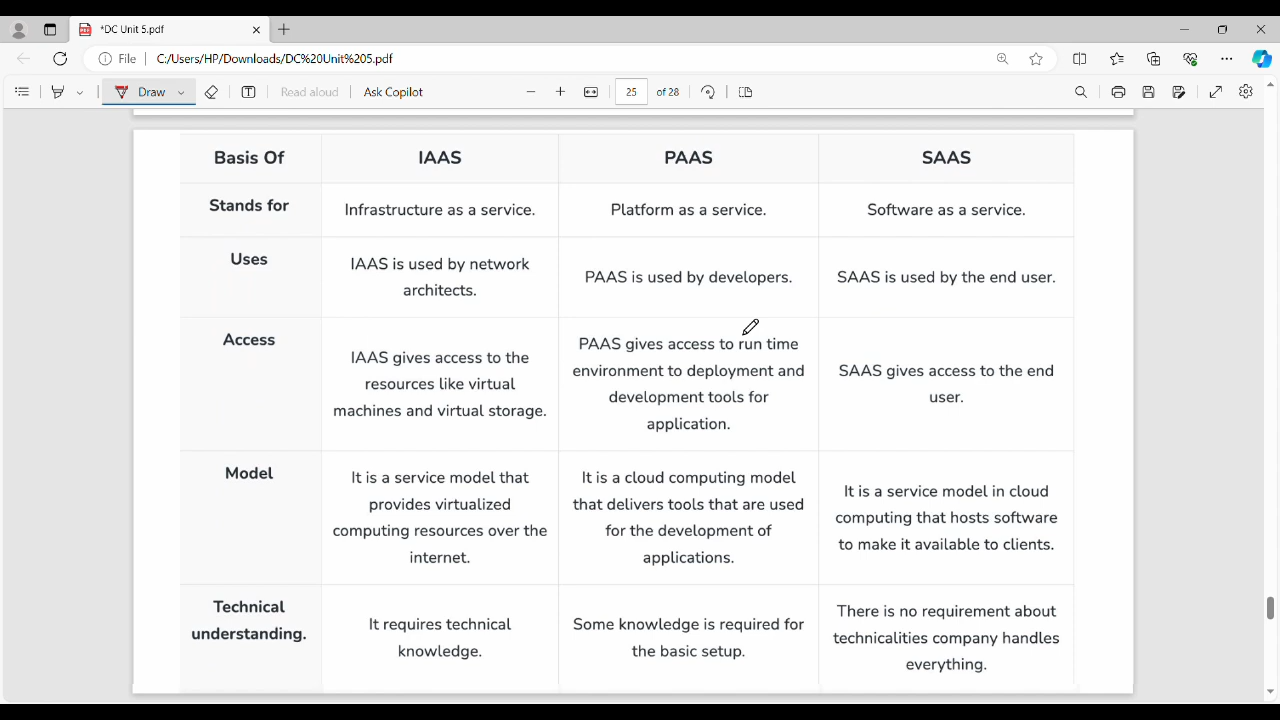 *DC Unit 5.pdf
File
C:/Users/HP/Downloads/DC%20Unit%205.pdf
Draw
Read aloud
Ask Copilot
25
of 28
Basis Of
IAAS
PAAS
SAAS
Stands for
Infrastructure as a service.
Platform as a service.
Software as a service.
Uses
IAAS is used by network
architects.
PAAS is used by developers.
SAAS is used by the end user.
Access
IAAS gives access to the
resources like virtual
machines and virtual storage.
PAAS gives access to run time
environment to deployment and
development tools for
application.
SAAS gives access to the end
user.
Model
It is a service model that
provides virtualized
computing resources over the
internet.
It is a cloud computing model
that delivers tools that are used
for the development of
applications.
It is a service model in cloud
computing that hosts software
to make it available to clients.
Technical
understanding.
It requires technical
knowledge.
Some knowledge is required for
the basic setup.
There is no requirement about
technicalities company handles
everything.